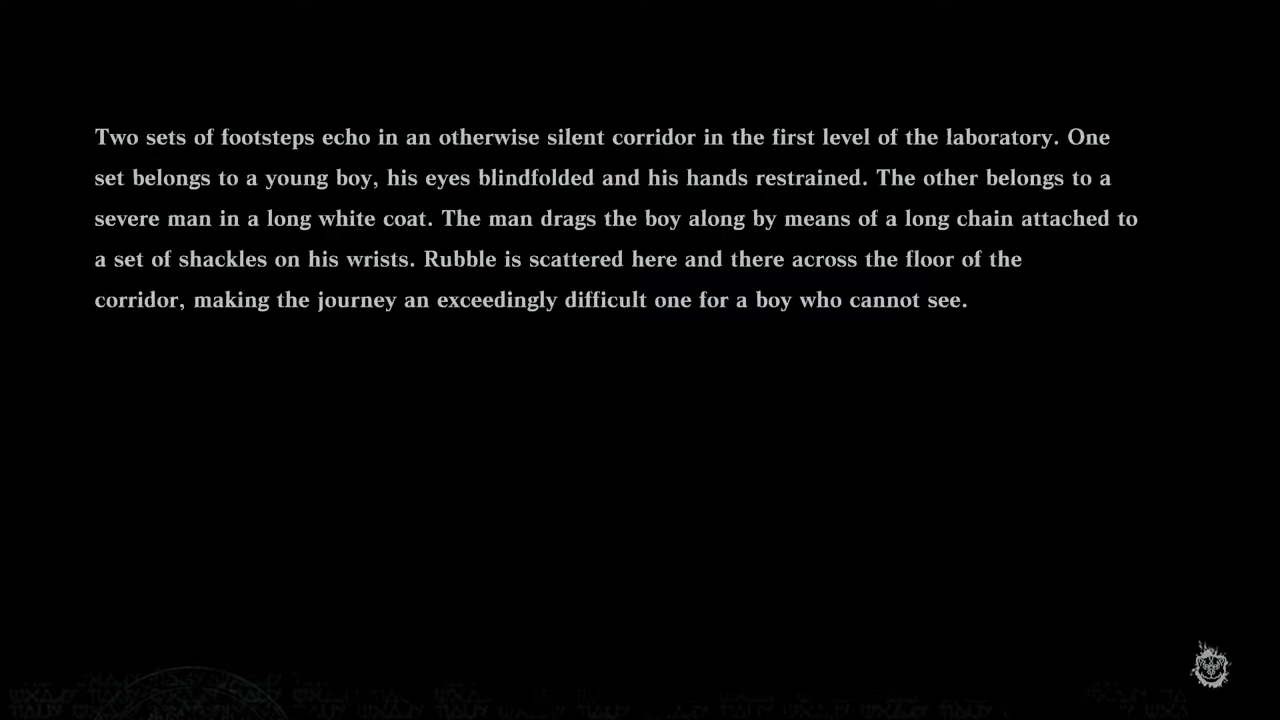 Two sets of footsteps echo in an otherwise silent corridor in the first level of the laboratory. One
set belongs to a young boy, his eyes blindfolded and his hands restrained. The other belongs to a
severe man in a long white coat. The man drags the boy along by means of a long chain attached to
a set of shackles on his wrists. Rubble is scattered here and there across the floor of the
corridor, making the journey an exceedingly difficult one for a boy who cannot see.